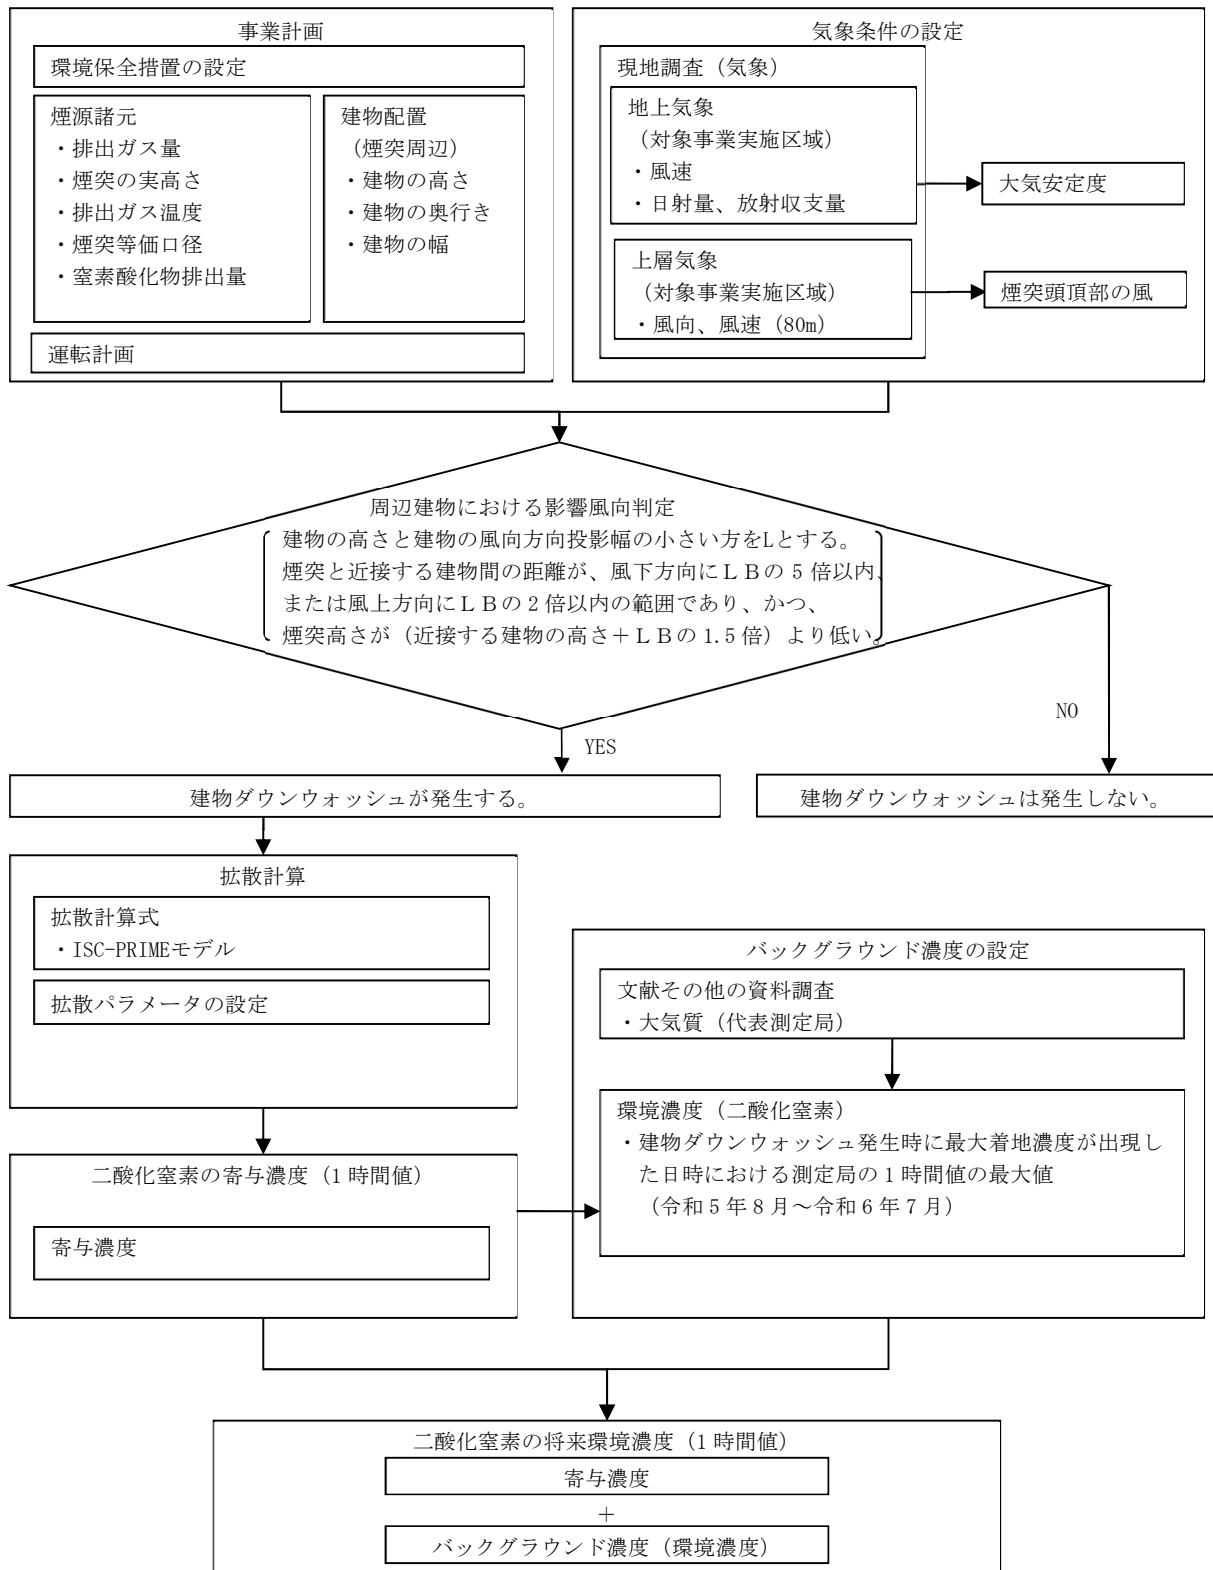 事業計画
環境保全措置の設定
煙源諸元
・排出ガス量
・煙突の実高さ
・排出ガス温度
・煙突等価口径
・窒素酸化物排出量
建物配置
(煙突周辺)
・建物の高さ
・建物の奥行き
・建物の幅
運転計画
気象条件の設定
現地調査(気象)
地上気象
(対象事業実施区域)
・風速
・日射量、放射収支量
大気安定度
上層気象
(対象事業実施区域)
・風向、風速(80m)
煙突頭頂部の風
周辺建物における影響風向判定
建物の高さと建物の風向方向投影幅の小さい方をLとする。
煙突と近接する建物間の距離が、風下方向にＬＢの5倍以内、
または風上方向にＬＢの2倍以内の範囲であり、かつ、
煙突高さが(近接する建物の高さ＋ＬＢの1.5倍)より低い。
NO
YES
建物ダウンウォッシュが発生する。
建物ダウンウォッシュは発生しない。
拡散計算
拡散計算式
・ISC-PRIMEモデル
拡散パラメータの設定
バックグラウンド濃度の設定
文献その他の資料調査
・大気質(代表測定局)
環境濃度(二酸化窒素)
・建物ダウンウォッシュ発生時に最大着地濃度が出現し
た日時における測定局の1時間値の最大値
(令和5年8月～令和6年7月)
二酸化窒素の寄与濃度(1時間値)
寄与濃度
二酸化窒素の将来環境濃度(1時間値)
寄与濃度
＋
バックグラウンド濃度(環境濃度)